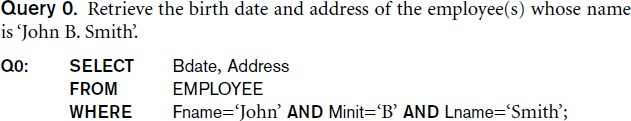 Query 0. Retrieve the birth date and address of the employee(s) whose name
is ‘John B. Smith’.
Q0: SELECT Bdate, Address
FROM EMPLOYEE
WHERE Fname=‘John’ AND Minit=‘B’ AND Lname=‘Smith’;